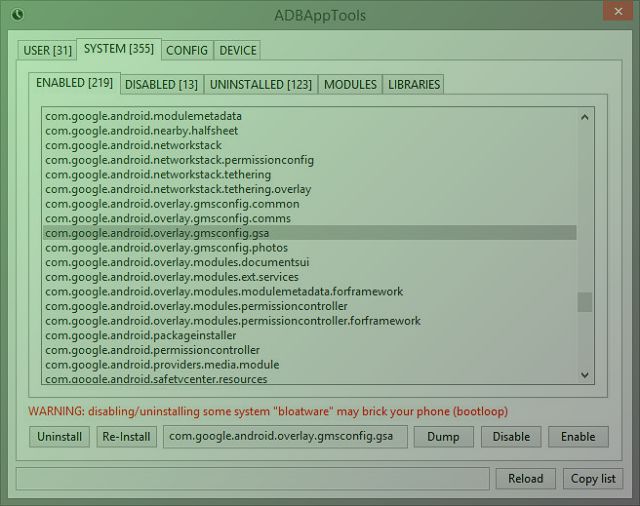 ADBAppTools
USER [31] SYSTEM [355] CONFIG DEVICE
ENABLED [219] DISABLED [13] UNINSTALLED [123] MODULES LIBRARIES
com.google.android.modulemetadata
com.google.android.nearby.halfsheet
com.google.android.networkstack
com.google.android.networkstack.permissionconfig
com.google.android.networkstack.tethering
com.google.android.networkstack.tethering.overlay
com.google.android.overlay.gmsconfig.common
com.google.android.overlay.gmsconfig.comms
com.google.android.overlay.gmsconfig.gsa
com.google.android.overlay.gmsconfig.photos
com.google.android.overlay.modules.documentsui
com.google.android.overlay.modules.ext.services
com.google.android.overlay.modules.modulemetadata.forframework
com.google.android.overlay.modules.permissioncontroller
com.google.android.overlay.modules.permissioncontroller.forframework
com.google.android.packageinstaller
com.google.android.permissioncontroller
com.google.android.providers.media.module
com.google.android.safetycenter.resources
WARNING: disabling/uninstalling some system "bloatware" may brick your phone (bootloop)
Uninstall Re-Install com.google.android.overlay.gmsconfig.gsa Dump Disable Enable
Reload Copy list